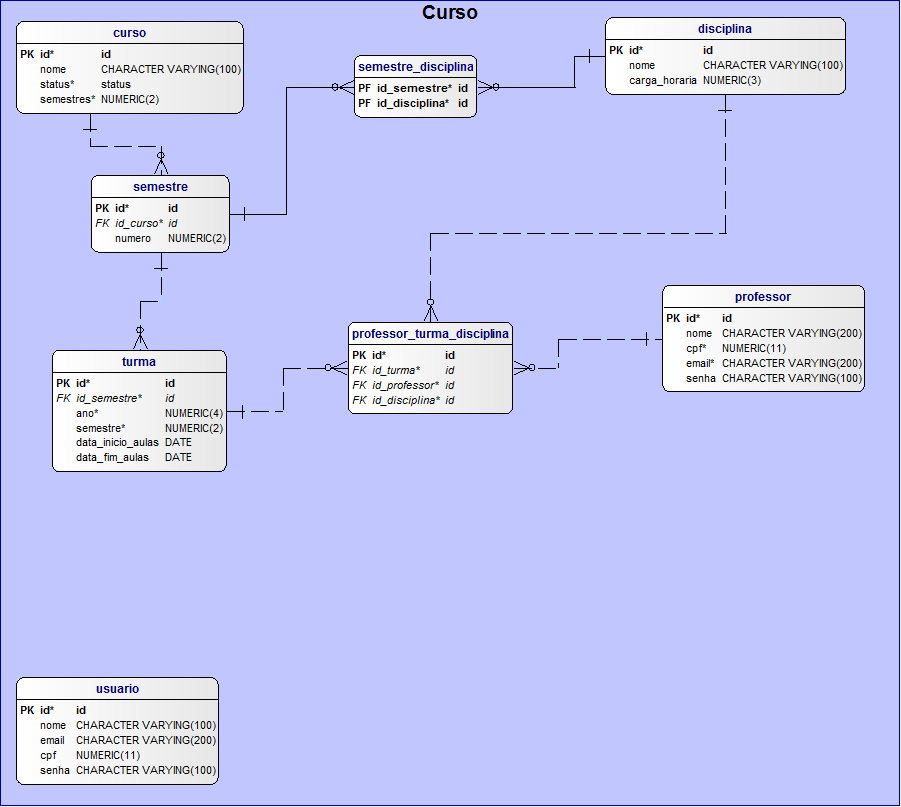 Curso
curso
PK id* id
nome CHARACTER VARYING(100)
status* status
semestres* NUMERIC(2)
disciplina
PK id* id
nome CHARACTER VARYING(100)
carga_horaria NUMERIC(3)
semestre_disciplina
PF id_semestre* id
PF id_disciplina* id
semestre
PK id* id
FK id_curso* id
numero NUMERIC(2)
professor
PK id* id
nome CHARACTER VARYING(200)
cpf* NUMERIC(11)
email* CHARACTER VARYING(200)
senha CHARACTER VARYING(100)
professor_turma_disciplina
PK id* id
FK id_turma* id
FK id_professor* id
FK id_disciplina* id
turma
PK id* id
FK id_semestre* id
ano* NUMERIC(4)
semestre* NUMERIC(2)
data_inicio_aulas DATE
data_fim_aulas DATE
usuario
PK id* id
nome CHARACTER VARYING(100)
email CHARACTER VARYING(200)
cpf NUMERIC(11)
senha CHARACTER VARYING(100)